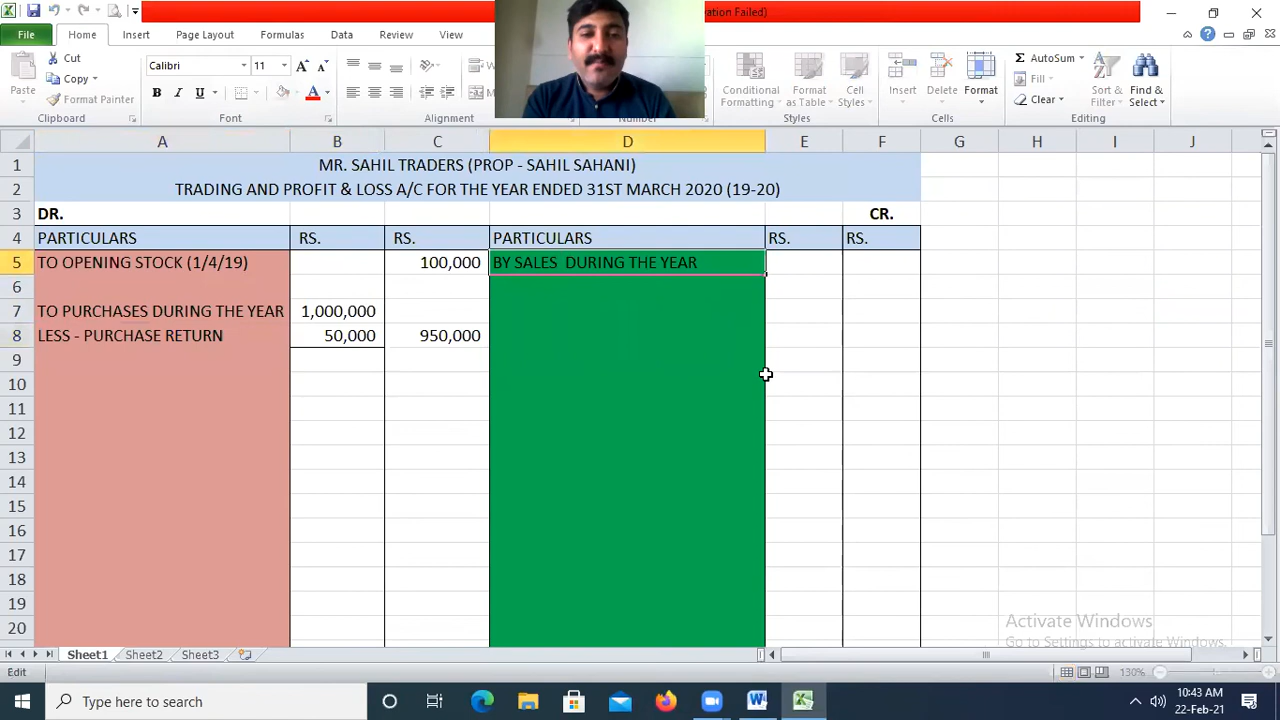 ation Failed)
File Home Insert Page Layout Formulas Data Review View
Cut
Copy
Format Painter
Paste
Clipboard
Calibri 11
B I U
Font
Alignment
Number
Conditional Formatting
Format as Table
Cell Styles
Styles
Insert Delete Format
Cells
AutoSum
Fill
Clear
Sort & Filter
Find & Select
Editing
A B C D E F G H I J
1 MR. SAHIL TRADERS (PROP - SAHIL SAHANI)
2 TRADING AND PROFIT & LOSS A/C FOR THE YEAR ENDED 31ST MARCH 2020 (19-20)
3 DR. CR.
4 PARTICULARS RS. RS. PARTICULARS RS. RS.
5 TO OPENING STOCK (1/4/19) 100,000 BY SALES DURING THE YEAR
6
7 TO PURCHASES DURING THE YEAR 1,000,000
8 LESS - PURCHASE RETURN 50,000 950,000
9
10
11
12
13
14
15
16
17
18
19
20
Activate Windows
Go to Settings to activate Windows.
Sheet1 Sheet2 Sheet3
Edit 130%
Type here to search
10:43 AM
22-Feb-21